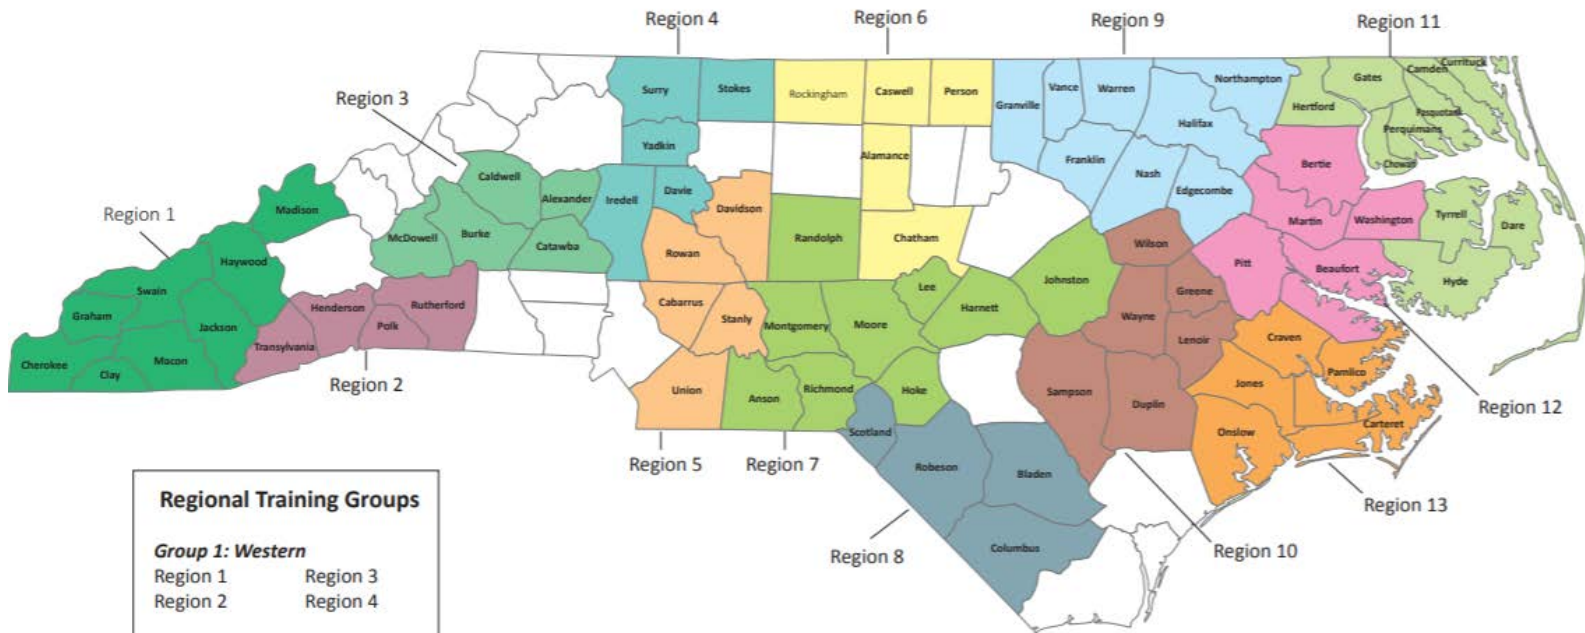 Region 4
Region 6
Region 9
Region 11
Region 3
Region 1
Surry
Stokes
Rockingham
Caswell
Person
Granville
Vance
Warren
Northampton
Halifax
Hertford
Gates
Camden
Currituck
Pasquotank
Perquimans
Chowan
Yadkin
Alamance
Franklin
Nash
Edgecombe
Bertie
Madison
Caldwell
Alexander
Iredell
Davie
Davidson
McDowell
Burke
Catawba
Rowan
Randolph
Chatham
Wilson
Martin
Washington
Tyrrell
Dare
Haywood
Swain
Graham
Jackson
Cherokee
Clay
Macon
Transylvania
Henderson
Polk
Rutherford
Cabarrus
Stanly
Montgomery
Moore
Lee
Harnett
Johnston
Greene
Wayne
Lenoir
Pitt
Beaufort
Hyde
Craven
Pamlico
Jones
Union
Anson
Richmond
Hoke
Sampson
Duplin
Onslow
Carteret
Scotland
Robeson
Bladen
Columbus
Region 2
Region 5
Region 7
Region 8
Region 10
Region 12
Region 13
Regional Training Groups
Group 1: Western
Region 1 Region 3
Region 2 Region 4